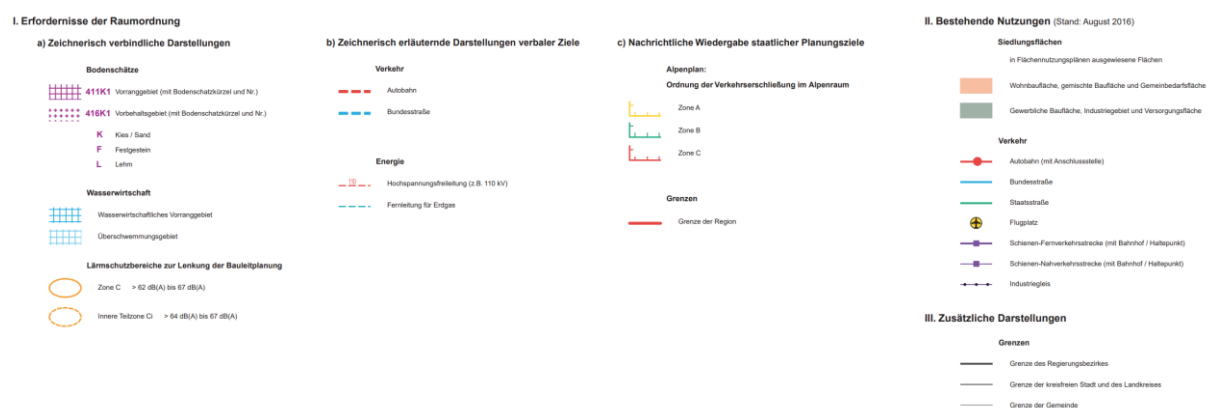 I. Erfordernisse der Raumordnung
a) Zeichnerisch verbindliche Darstellungen
Bodenschätze
411K1 Vorranggebiet (mit Bodenschatzkürzel und Nr.)
416K1 Vorbehaltsgebiet (mit Bodenschatzkürzel und Nr.)
K Kies / Sand
F Festgestein
L Lehm
Wasserwirtschaft
Wasserwirtschaftliches Vorranggebiet
Überschwemmungsgebiet
Lärmschutzbereiche zur Lenkung der Bauleitplanung
Zone C > 62 dB(A) bis 67 dB(A)
Innere Teilzone Ci > 64 dB(A) bis 67 dB(A)
b) Zeichnerisch erläuternde Darstellungen verbaler Ziele
Verkehr
Autobahn
Bundesstraße
Energie
110
Hochspannungsfreileitung (z.B. 110 kV)
Fernleitung für Erdgas
c) Nachrichtliche Wiedergabe staatlicher Planungsziele
Alpenplan:
Ordnung der Verkehrserschließung im Alpenraum
Zone A
Zone B
Zone C
Grenzen
Grenze der Region
II. Bestehende Nutzungen (Stand: August 2016)
Siedlungsflächen
in Flächennutzungsplänen ausgewiesene Flächen
Wohnbaufläche, gemischte Baufläche und Gemeinbedarfsfläche
Gewerbliche Baufläche, Industriegebiet und Versorgungsfläche
Verkehr
Autobahn (mit Anschlussstelle)
Bundesstraße
Staatsstraße
Flugplatz
Schienen-Fernverkehrsstrecke (mit Bahnhof / Haltepunkt)
Schienen-Nahverkehrsstrecke (mit Bahnhof / Haltepunkt)
Industriegleis
III. Zusätzliche Darstellungen
Grenzen
Grenze des Regierungsbezirkes
Grenze der kreisfreien Stadt und des Landkreises
Grenze der Gemeinde